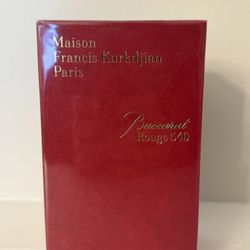 Maison
Francis Kurkdjian
Paris
Baccarat
Rouge 540